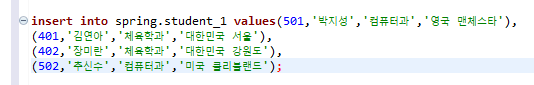 insert into spring.student_1 values(501,'박지성','컴퓨터과','영국 맨체스타'),
(401,'김연아','체육학과','대한민국 서울'),
(402,'장미란','체육학과','대한민국 강원도'),
(502,'추신수','컴퓨터과','미국 클리블랜드');